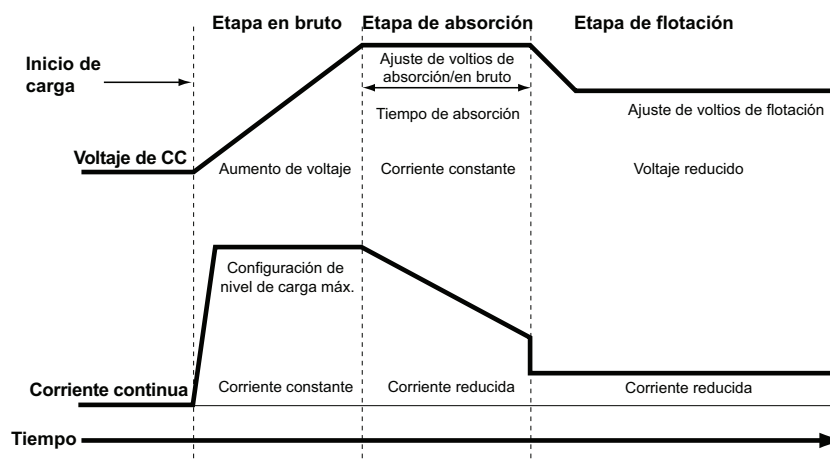 Etapa en bruto
Etapa de absorción
Etapa de flotación
Inicio de
carga
Ajuste de voltios de
absorción/en bruto
Tiempo de absorción
Ajuste de voltios de flotación
Voltaje de CC
Aumento de voltaje
Corriente constante
Voltaje reducido
Configuración de
nivel de carga máx.
Corriente continua
Corriente constante
Corriente reducida
Corriente reducida
Tiempo